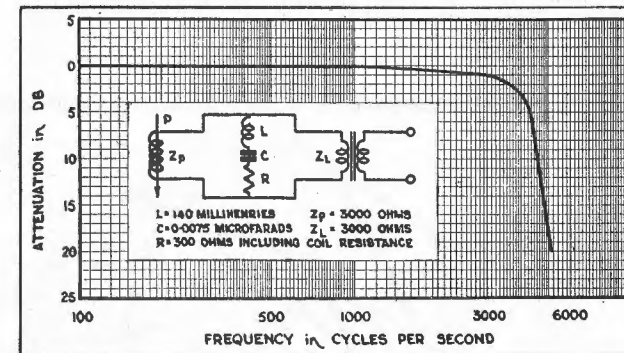 5
0
5
10
15
20
25
ATTENUATION in DB
P
Zp
L
C
R
ZL
L=140 MILLIHENRIES Zp = 3000 OHMS
C=0.0075 MICROFARADS ZL = 3000 OHMS
R=300 OHMS INCLUDING COIL RESISTANCE
100 500 1000 3000 6000
FREQUENCY in CYCLES PER SECOND